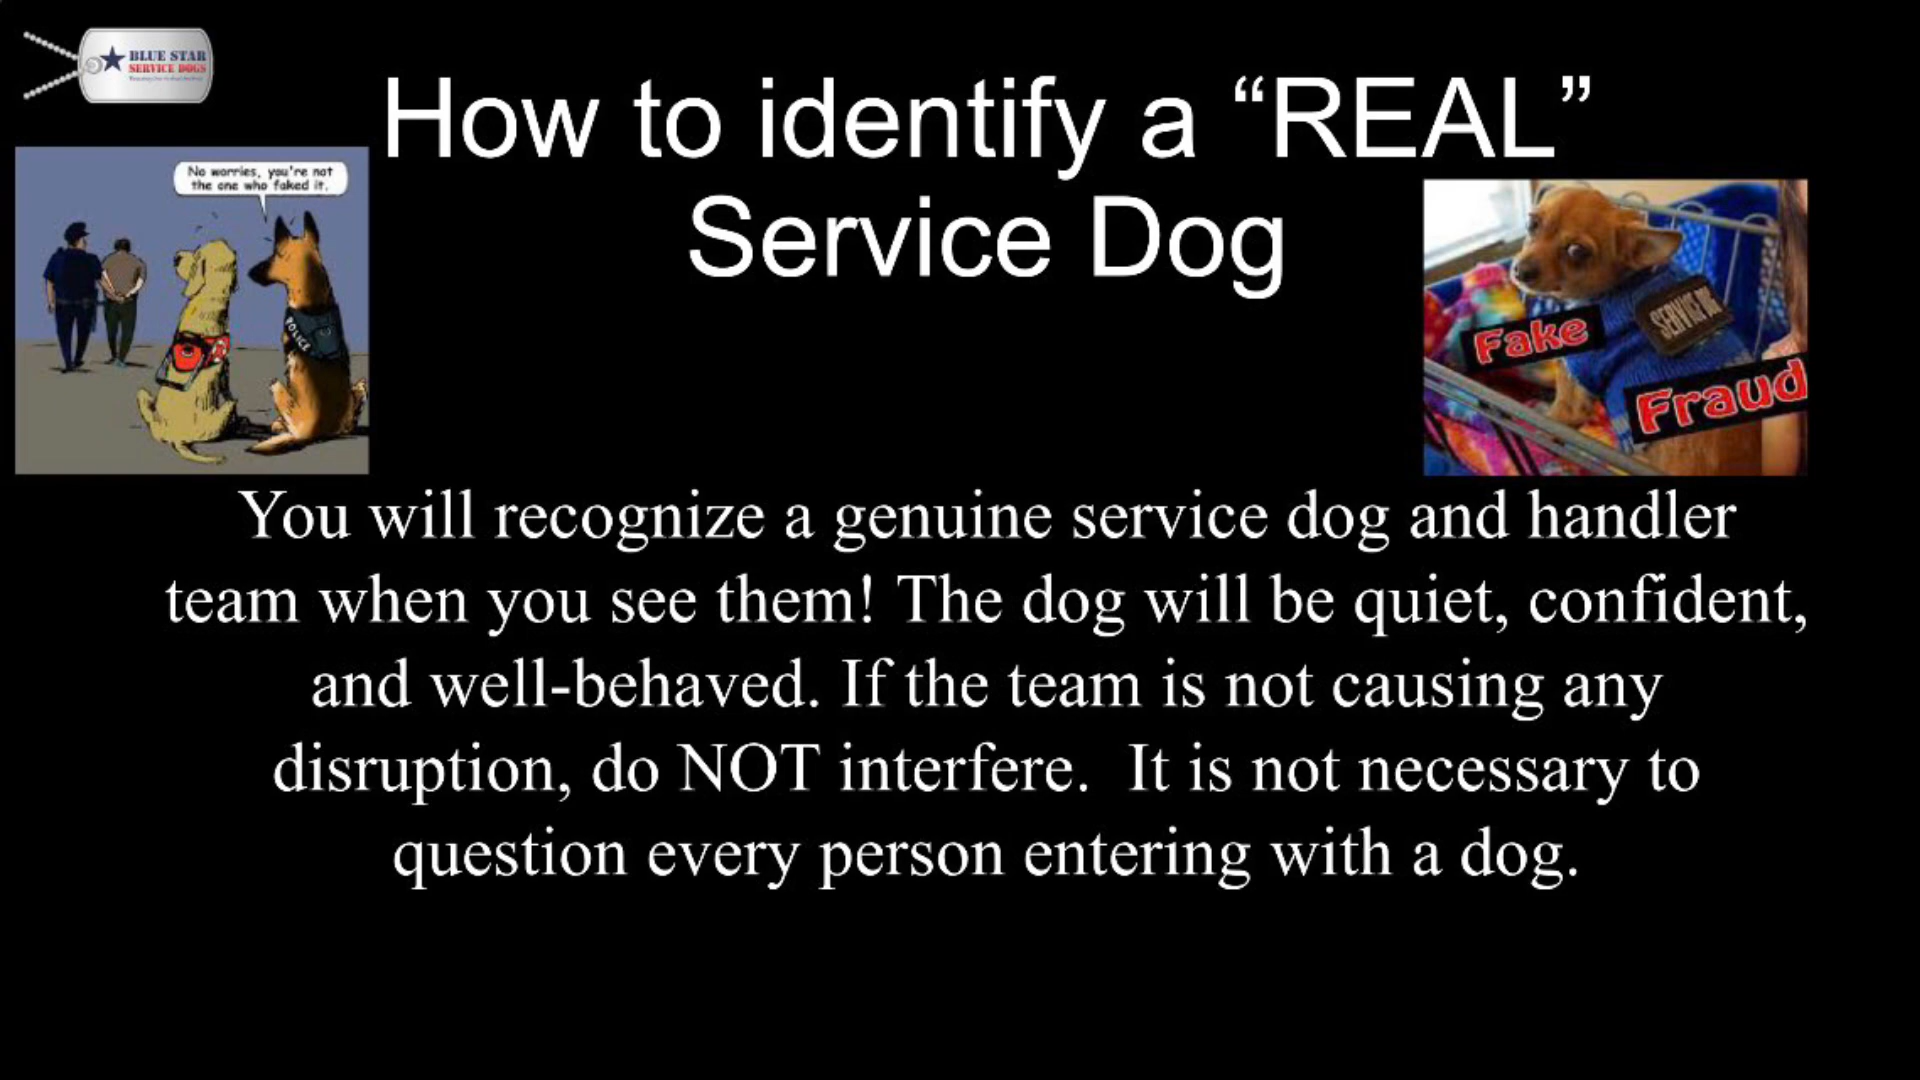 BLUE STAR
SERVICE DOGS
How to identify a “REAL”
Service Dog
No worries, you're not
the one who faked it.
POLICE
SERVICE DOG
Fake
Fraud
You will recognize a genuine service dog and handler
team when you see them! The dog will be quiet, confident,
and well-behaved. If the team is not causing any
disruption, do NOT interfere.  It is not necessary to
question every person entering with a dog.